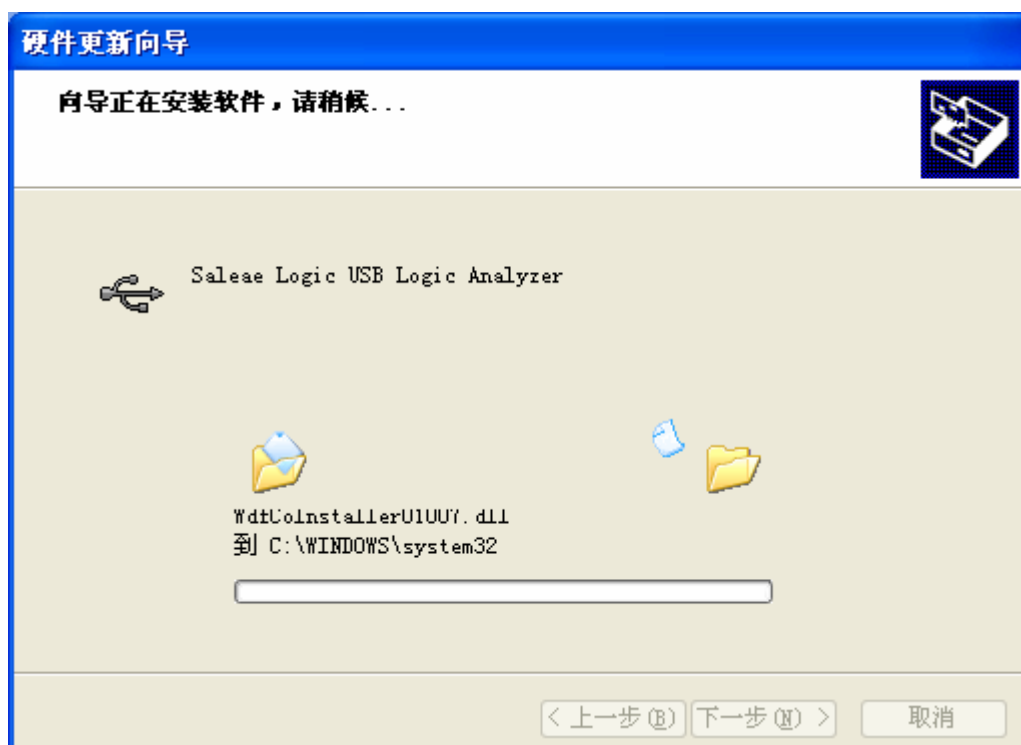 硬件更新向导
向导正在安装软件，请稍候...
Saleae Logic USB Logic Analyzer
WdfCoInstaller01007.dll
到 C:\WINDOWS\system32
< 上一步(B) 下一步(N) > 取消